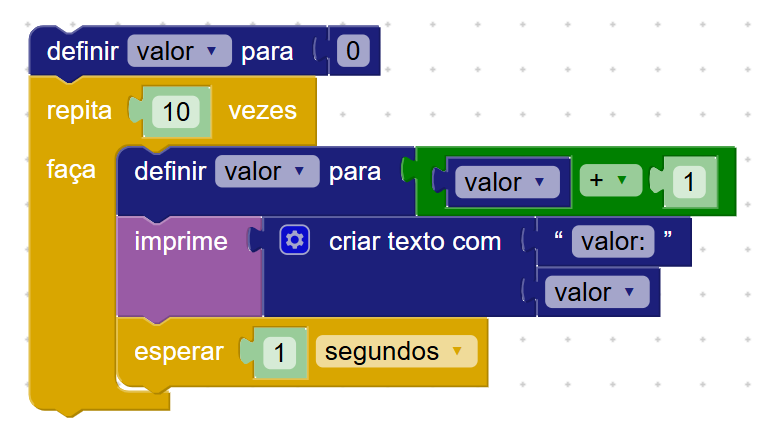 definir valor para 0
repita 10 vezes
faça definir valor para valor + 1
imprime criar texto com “ valor: ”
valor
esperar 1 segundos